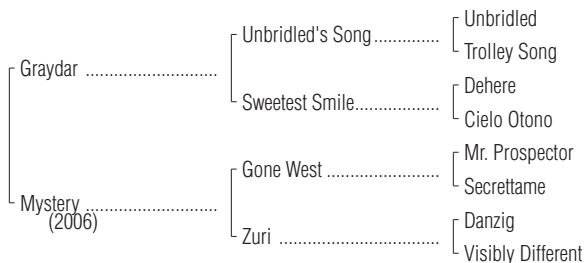 Unbridled
Unbridled's Song..............
Trolley Song
Graydar ............................
Dehere
Sweetest Smile..................
Cielo Otono
Mr. Prospector
Gone West ........................
Secrettame
Mystery ............................
(2006)
Danzig
Zuri ..................................
Visibly Different